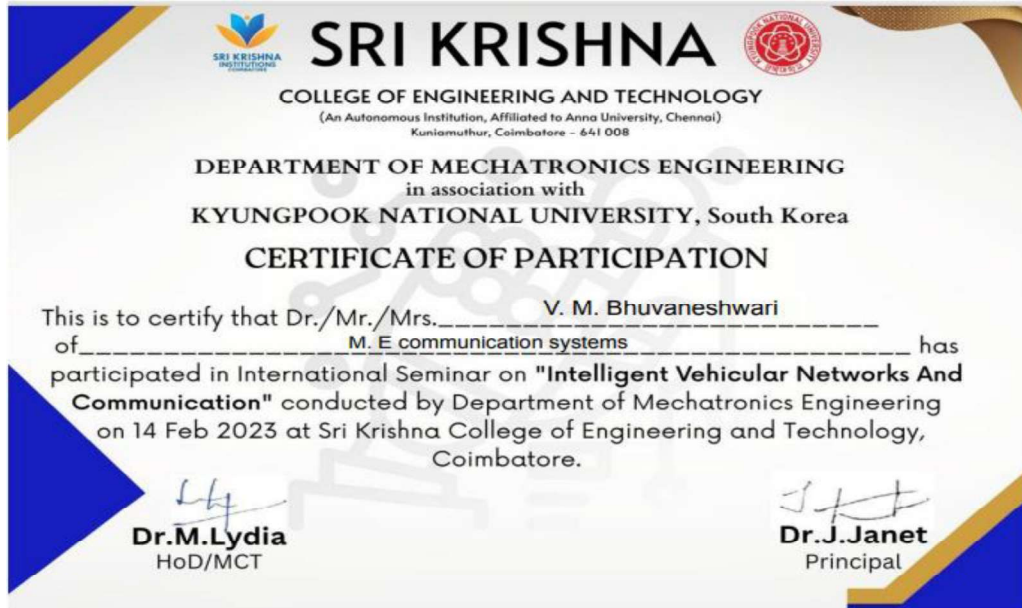 SRI KRISHNA
SRI KRISHNA
INSTITUTIONS
COIMBATORE
KYUNGPOOK NATIONAL UNIVERSITY
COLLEGE OF ENGINEERING AND TECHNOLOGY
(An Autonomous Institution, Affiliated to Anna University, Chennai)
Kuniamuthur, Coimbatore – 641 008
DEPARTMENT OF MECHATRONICS ENGINEERING
in association with
KYUNGPOOK NATIONAL UNIVERSITY, South Korea
CERTIFICATE OF PARTICIPATION
This is to certify that Dr./Mr./Mrs. V. M. Bhuvaneshwari
of M. E communication systems has
participated in International Seminar on "Intelligent Vehicular Networks And
Communication" conducted by Department of Mechatronics Engineering
on 14 Feb 2023 at Sri Krishna College of Engineering and Technology,
Coimbatore.
Dr.M.Lydia
HoD/MCT
Dr.J.Janet
Principal